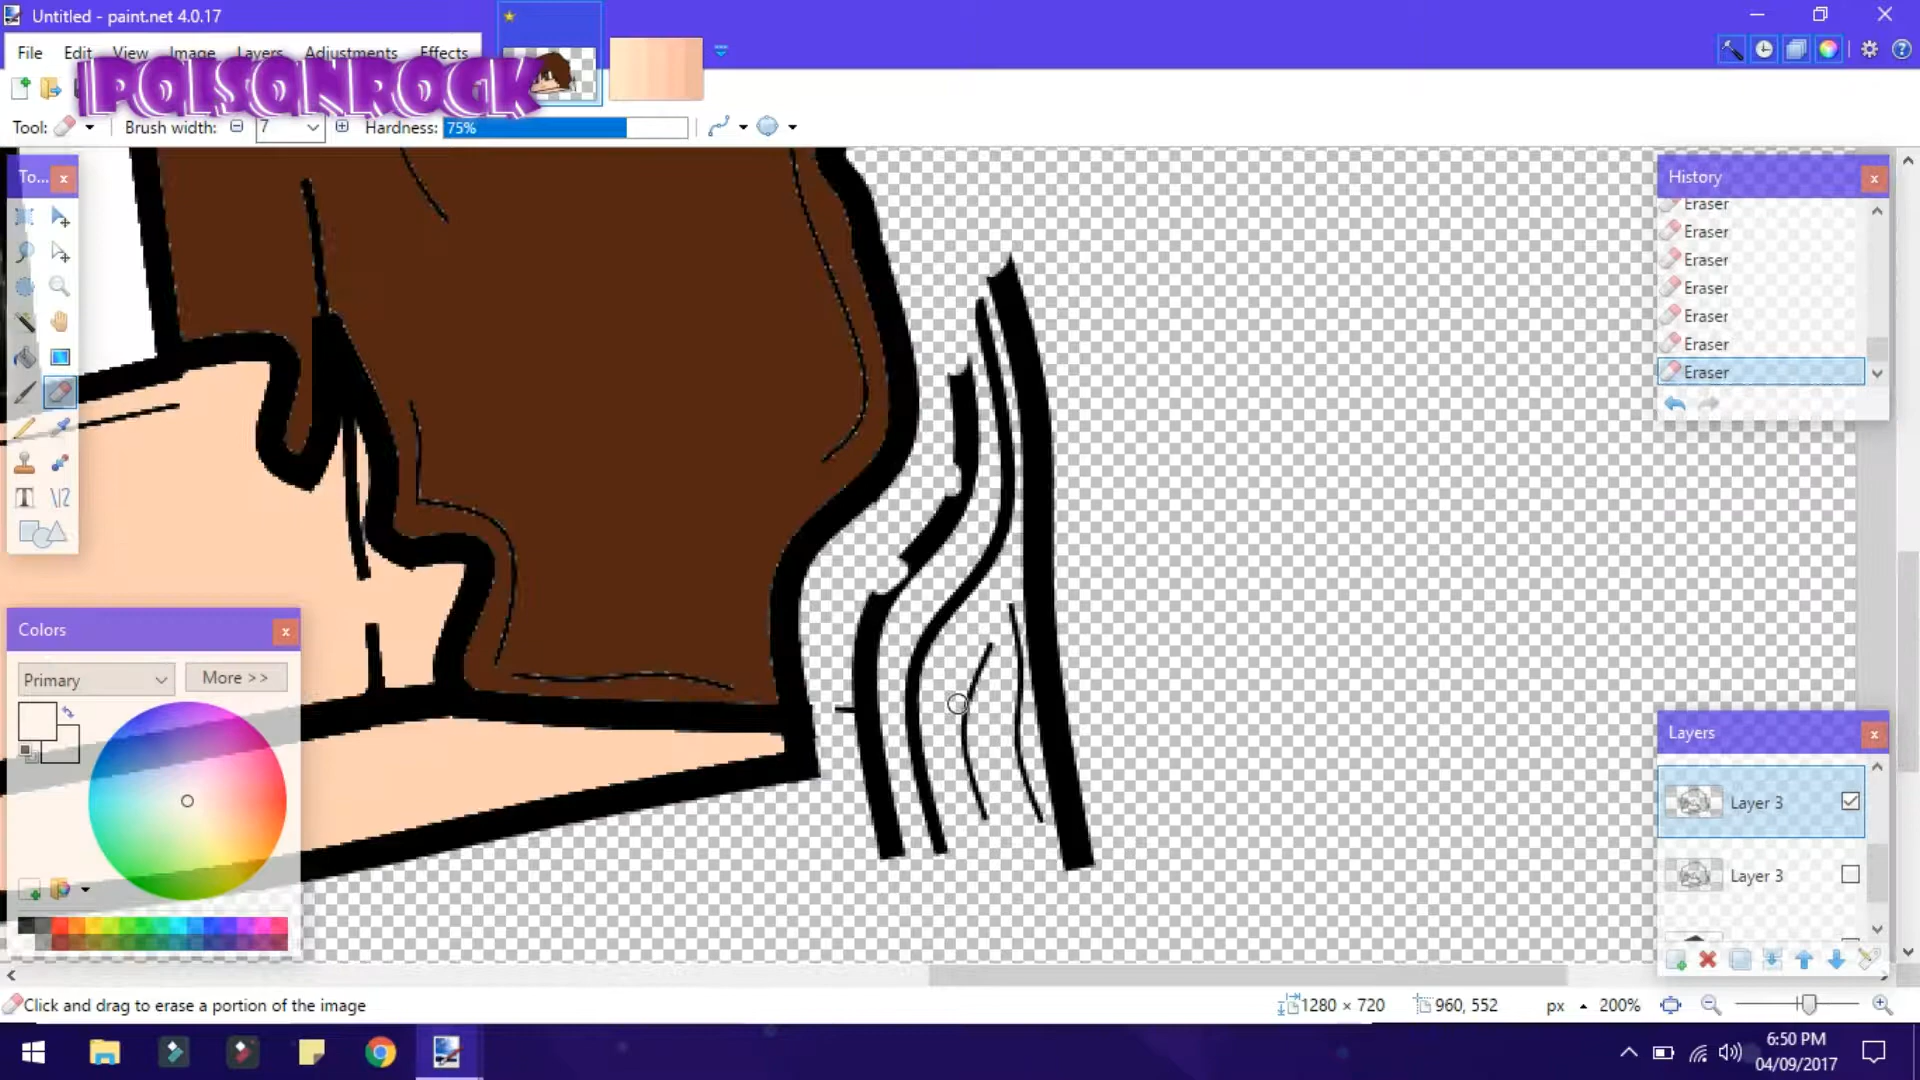 Untitled - paint.net 4.0.17
File Edit View Image Layers Adjustments Effects
IPOISONROCK
Tool: Brush width: 7 Hardness: 75%
To...
History
Eraser
Eraser
Eraser
Eraser
Eraser
Eraser
Eraser
Colors
Primary
More >>
Layers
Layer 3
Layer 3
Click and drag to erase a portion of the image
1280 × 720
960, 552
px
200%
6:50 PM
04/09/2017